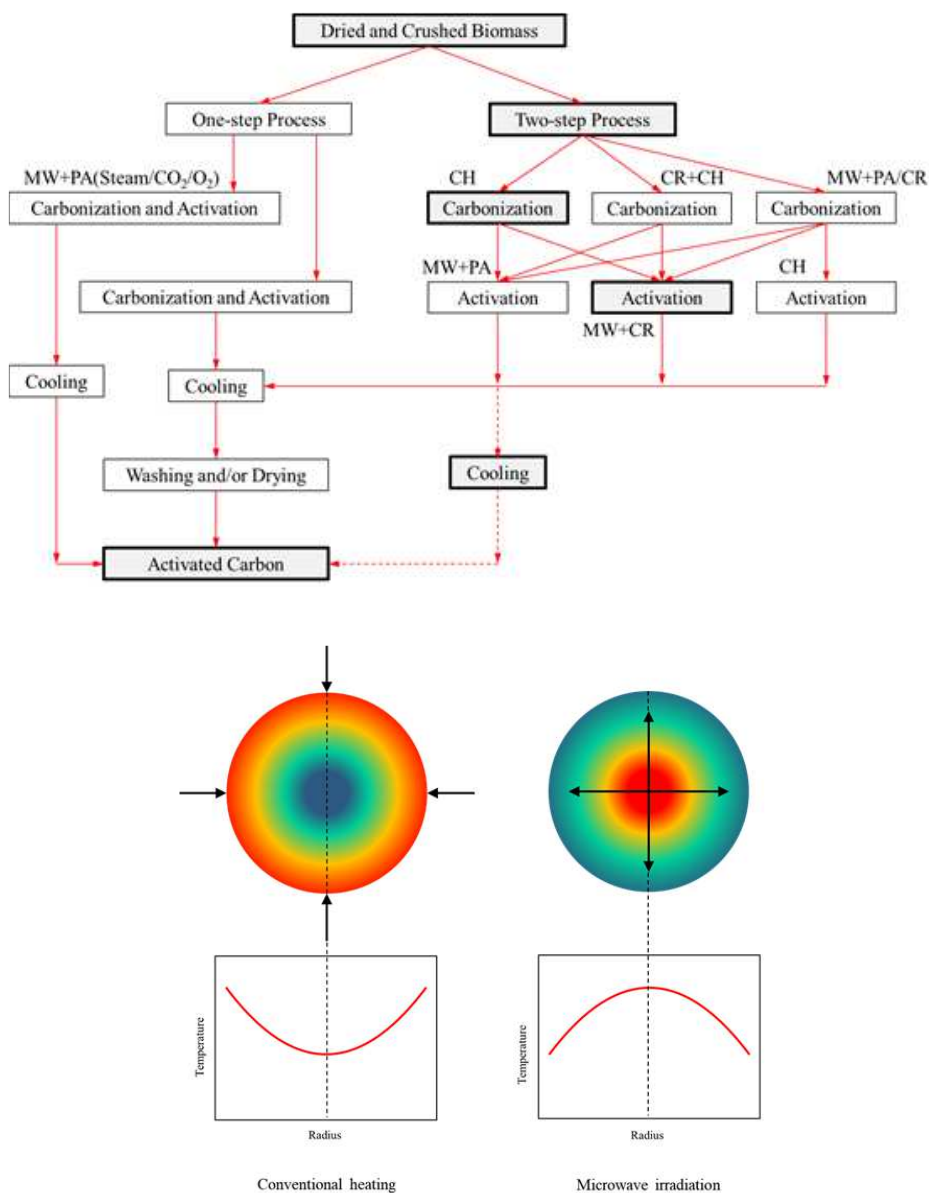 Dried and Crushed Biomass
One-step Process
Two-step Process
MW+PA(Steam/CO₂/O₂)
CH
CR+CH
MW+PA/CR
Carbonization and Activation
Carbonization
Carbonization
Carbonization
MW+PA
CH
Carbonization and Activation
Activation
Activation
Activation
MW+CR
Cooling
Cooling
Washing and/or Drying
Cooling
Activated Carbon
Temperature
Radius
Temperature
Radius
Conventional heating
Microwave irradiation